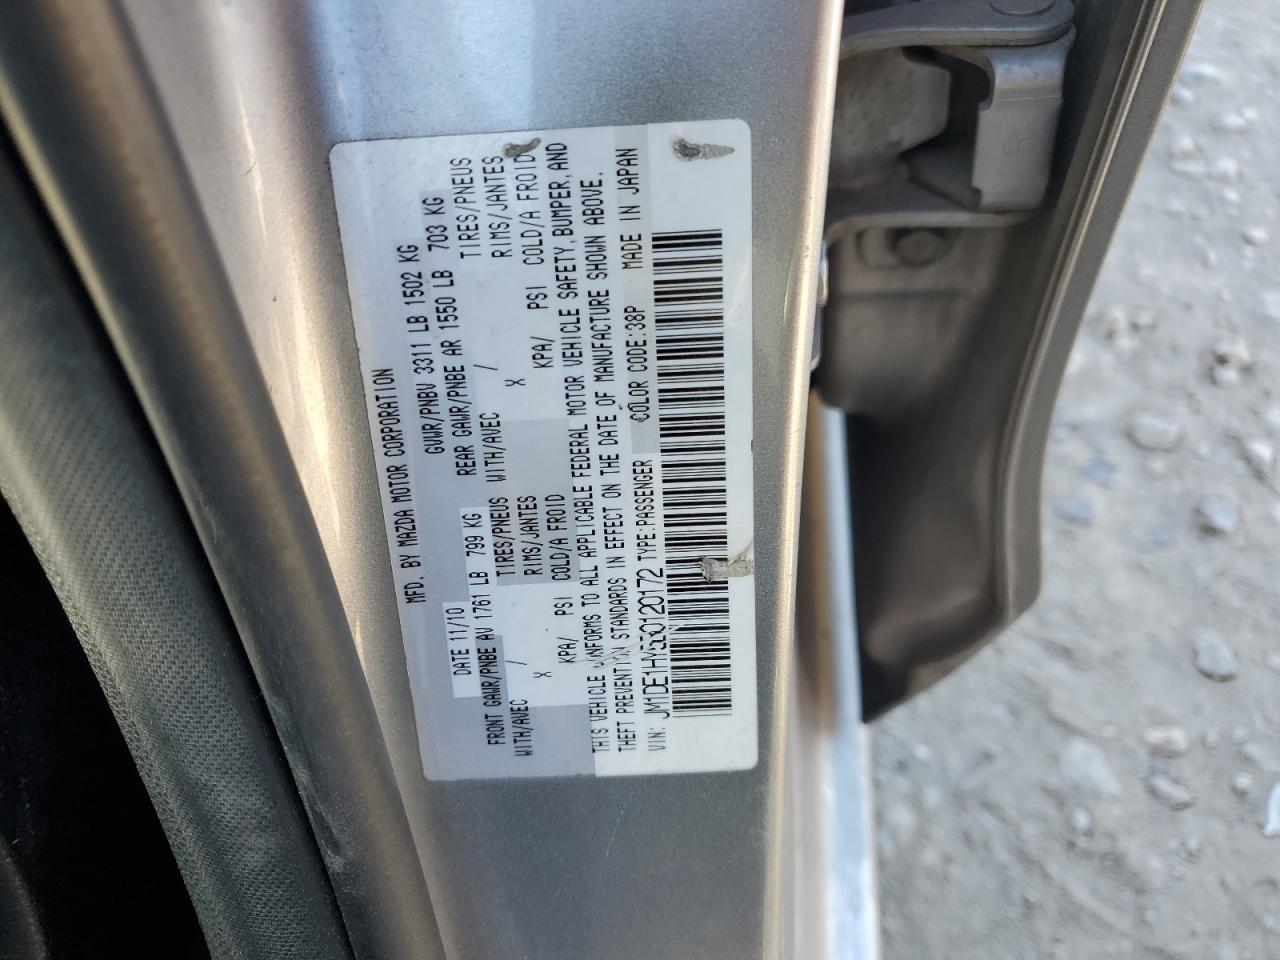 MFD. BY MAZDA MOTOR CORPORATION
DATE 11/10 GVWR/PNBV 3311 LB 1502 KG
FRONT GAWR/PNBE AV 1761 LB 799 KG REAR GAWR/PNBE AR 1550 LB 703 KG
WITH/AVEC / TIRES/PNEUS WITH/AVEC / TIRES/PNEUS
X RIMS/JANTES X RIMS/JANTES
KPA/ PSI COLD/A FROID KPA/ PSI COLD/A FROID
THIS VEHICLE CONFORMS TO ALL APPLICABLE FEDERAL MOTOR VEHICLE SAFETY, BUMPER, AND
THEFT PREVENTION STANDARDS IN EFFECT ON THE DATE OF MANUFACTURE SHOWN ABOVE.
VIN: TYPE:PASSENGER COLOR CODE:38P MADE IN JAPAN
R